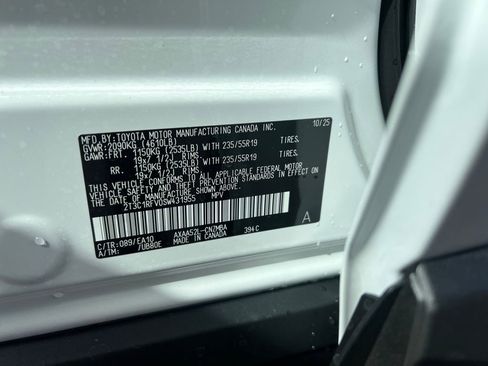 MFD.BY:TOYOTA MOTOR MANUFACTURING CANADA INC. 10/25
GVWR: 2090KG (4610LB)
GAWR:FRT. 1150KG (2535LB) WITH 235/55R19 TIRES.
19x7 1/2J RIMS
RR. 1150KG (2535LB) WITH 235/55R19 TIRES.
19x7 1/2J RIMS
THIS VEHICLE CONFORMS TO ALL APPLICABLE FEDERAL MOTOR
VEHICLE SAFETY AND THEFT PREVENTION STANDARDS IN EFFECT
ON THE DATE OF MANUFACTURE SHOWN ABOVE.
2T3C1RFV0SW431955 MPV
A
C/TR:089/EA10 AXAA52L-CNZMBA 394C
A/TM: /UB80E MADE IN CANADA